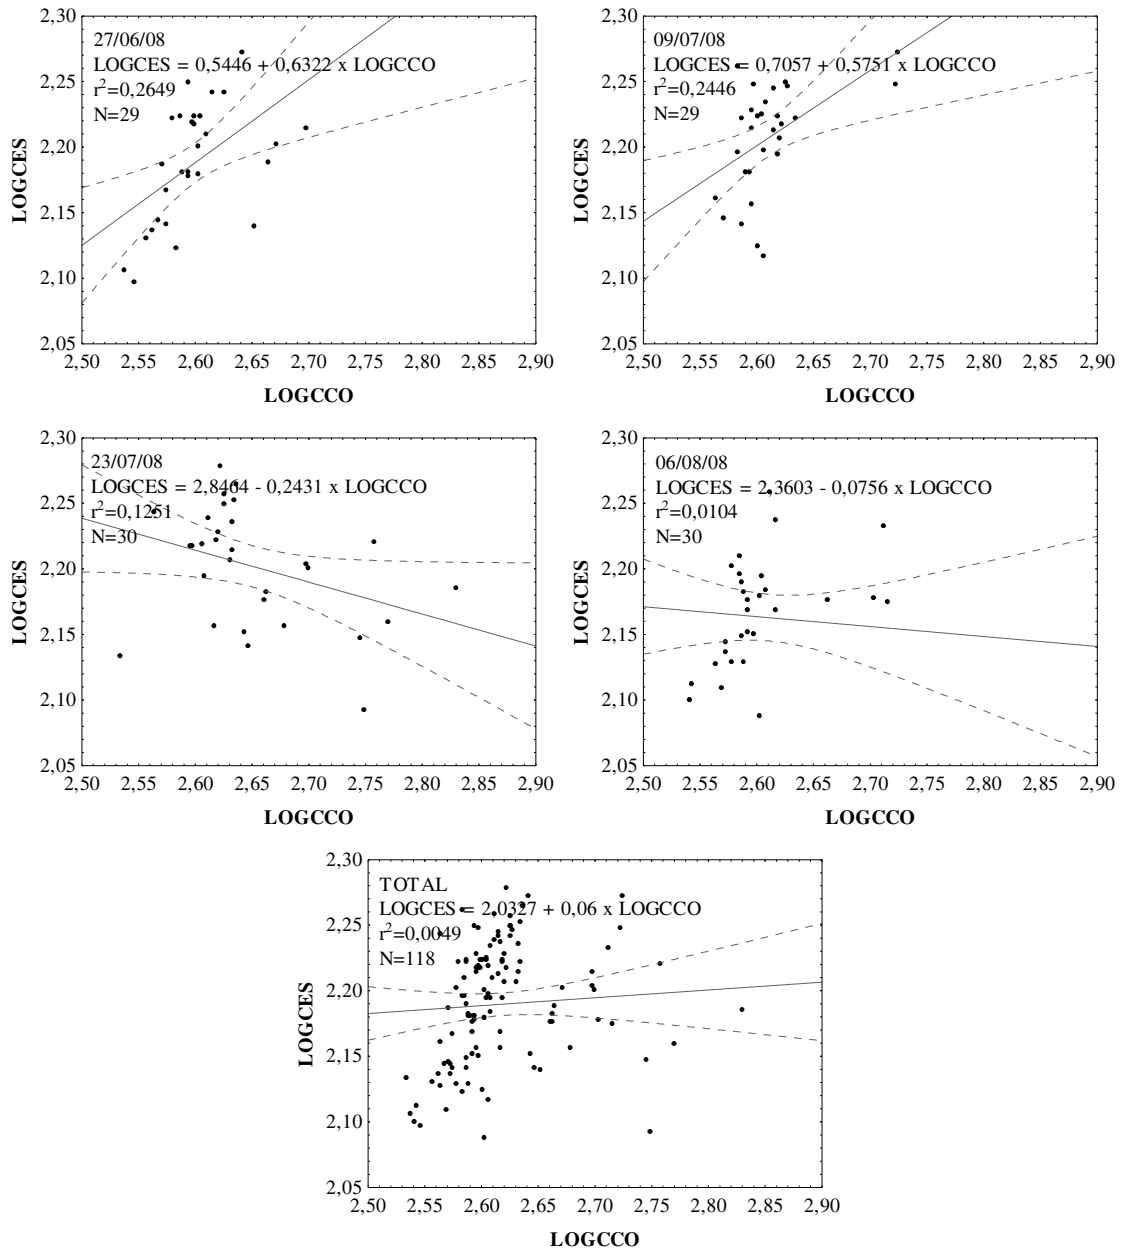 27/06/08
LOGCES = 0,5446 + 0,6322 x LOGCCO
r²=0,2649
N=29
2,30
2,25
2,20
2,15
2,10
2,05
LOGCES
2,50 2,55 2,60 2,65 2,70 2,75 2,80 2,85 2,90
LOGCCO
09/07/08
LOGCES = 0,7057 + 0,5751 x LOGCCO
r²=0,2446
N=29
2,30
2,25
2,20
2,15
2,10
2,05
LOGCES
2,50 2,55 2,60 2,65 2,70 2,75 2,80 2,85 2,90
LOGCCO
23/07/08
LOGCES = 2,8464 - 0,2431 x LOGCCO
r²=0,1251
N=30
2,30
2,25
2,20
2,15
2,10
2,05
LOGCES
2,50 2,55 2,60 2,65 2,70 2,75 2,80 2,85 2,90
LOGCCO
06/08/08
LOGCES = 2,3603 - 0,0756 x LOGCCO
r²=0,0104
N=30
2,30
2,25
2,20
2,15
2,10
2,05
LOGCES
2,50 2,55 2,60 2,65 2,70 2,75 2,80 2,85 2,90
LOGCCO
TOTAL
LOGCES = 2,0327 + 0,06 x LOGCCO
r²=0,0049
N=118
2,30
2,25
2,20
2,15
2,10
2,05
LOGCES
2,50 2,55 2,60 2,65 2,70 2,75 2,80 2,85 2,90
LOGCCO